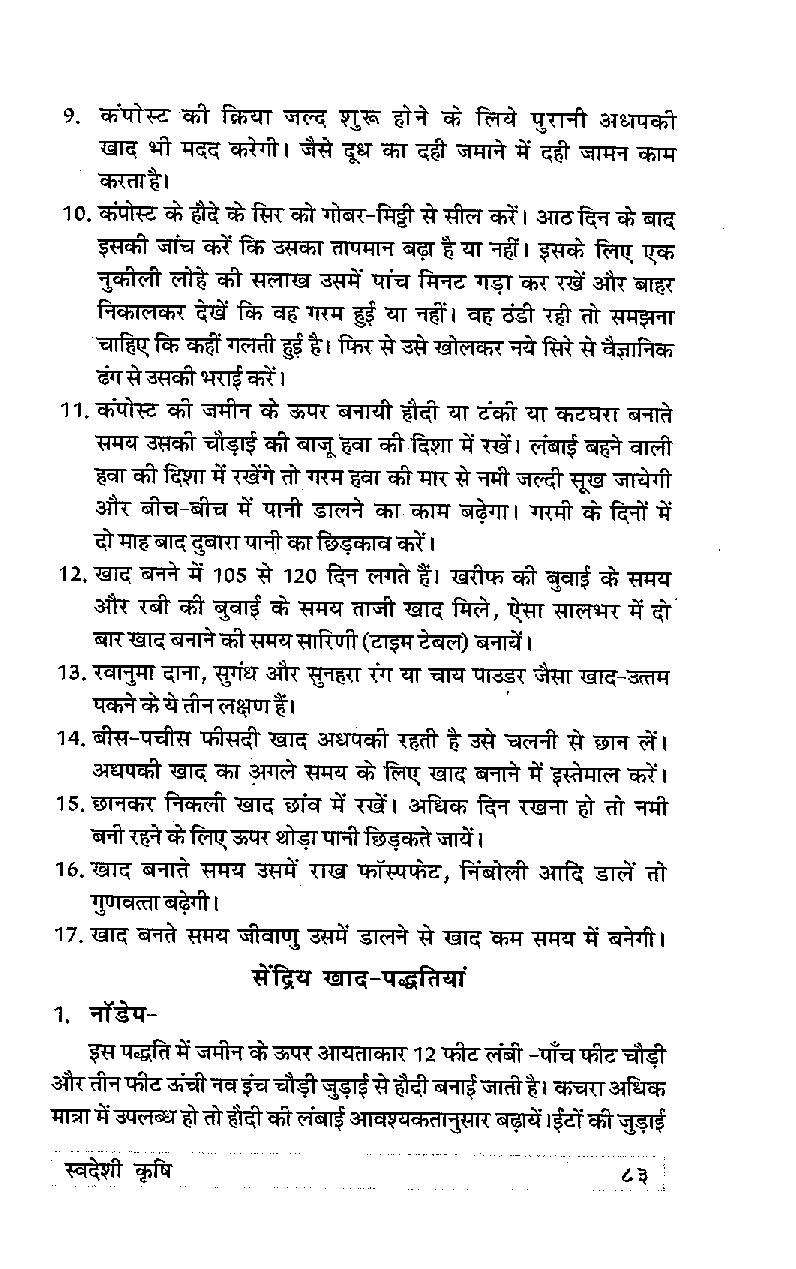 9. कंपोस्ट की क्रिया जल्द शुरू होने के लिये पुरानी अधपकी
खाद भी मदद करेगी। जैसे दूध का दही जमाने में दही जामन काम
करता है।
10. कंपोस्ट के हौदे के सिर को गोबर-मिट्टी से सील करें। आठ दिन के बाद
इसकी जांच करें कि उसका तापमान बढ़ा है या नहीं। इसके लिए एक
नुकीली लोहे की सलाख उसमें पांच मिनट गड़ा कर रखें और बाहर
निकालकर देखें कि वह गरम हुई या नहीं। वह ठंडी रही तो समझना
चाहिए कि कहीं गलती हुई है। फिर से उसे खोलकर नये सिरे से वैज्ञानिक
ढंग से उसकी भराई करें।
11. कंपोस्ट की जमीन के ऊपर बनायी हौदी या टंकी या कटघरा बनाते
समय उसकी चौड़ाई की बाजू हवा की दिशा में रखें। लंबाई बहने वाली
हवा की दिशा में रखेंगे तो गरम हवा की मार से नमी जल्दी सूख जायेगी
और बीच-बीच में पानी डालने का काम बढ़ेगा। गरमी के दिनों में
दो माह बाद दुबारा पानी का छिड़काव करें।
12. खाद बनने में 105 से 120 दिन लगते हैं। खरीफ की बुवाई के समय
और रबी की बुवाई के समय ताजी खाद मिले, ऐसा सालभर में दो
बार खाद बनाने की समय सारिणी (टाइम टेबल) बनायें।
13. रवानुमा दाना, सुगंध और सुनहरा रंग या चाय पाउडर जैसा खाद-उत्तम
पकने के ये तीन लक्षण हैं।
14. बीस-पचीस फीसदी खाद अधपकी रहती है उसे चलनी से छान लें।
अधपकी खाद का अगले समय के लिए खाद बनाने में इस्तेमाल करें।
15. छानकर निकली खाद छांव में रखें। अधिक दिन रखना हो तो नमी
बनी रहने के लिए ऊपर थोड़ा पानी छिड़कते जायें।
16. खाद बनाते समय उसमें राख फॉस्पफेट, निंबोली आदि डालें तो
गुणवत्ता बढ़ेगी।
17. खाद बनते समय जीवाणु उसमें डालने से खाद कम समय में बनेगी।
सेंद्रिय खाद-पद्धतियां
1. नॉडेप-
इस पद्धति में जमीन के ऊपर आयताकार 12 फीट लंबी -पाँच फीट चौड़ी
और तीन फीट ऊंची नव इंच चौड़ी जुड़ाई से हौदी बनाई जाती है। कचरा अधिक
मात्रा में उपलब्ध हो तो हौदी की लंबाई आवश्यकतानुसार बढ़ायें।ईटों की जुड़ाई
स्वदेशी कृषि ८३